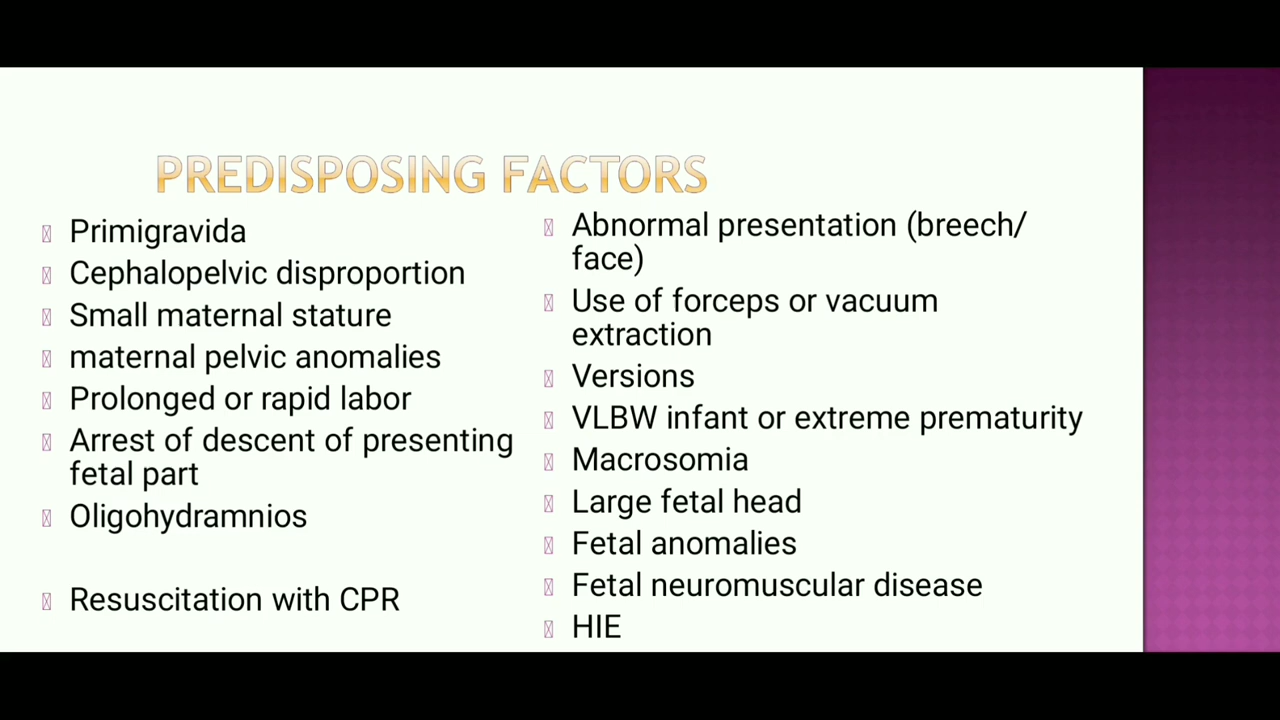 PREDISPOSING FACTORS
Primigravida
Cephalopelvic disproportion
Small maternal stature
maternal pelvic anomalies
Prolonged or rapid labor
Arrest of descent of presenting
fetal part
Oligohydramnios
Resuscitation with CPR
Abnormal presentation (breech/
face)
Use of forceps or vacuum
extraction
Versions
VLBW infant or extreme prematurity
Macrosomia
Large fetal head
Fetal anomalies
Fetal neuromuscular disease
HIE